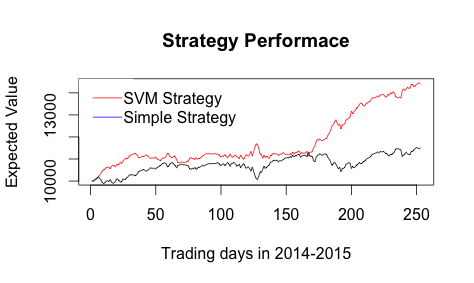 Strategy Performace
SVM Strategy
Simple Strategy
Expected Value
13000
10000
0 50 100 150 200 250
Trading days in 2014-2015